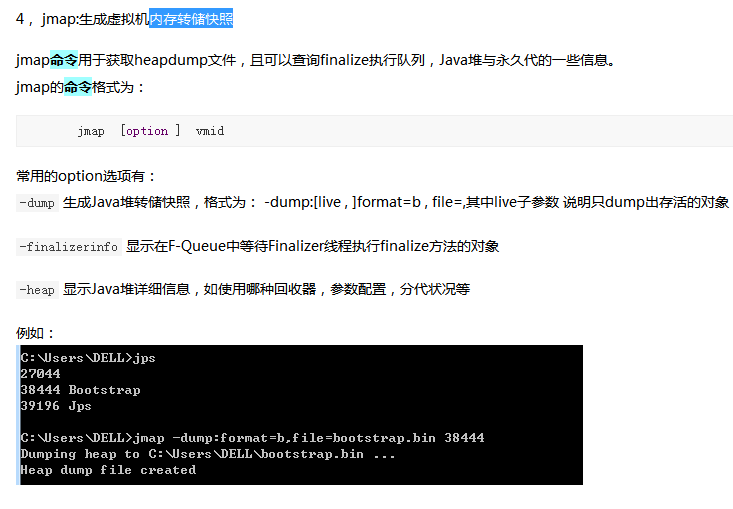 4， jmap:生成虚拟机内存转储快照
jmap命令用于获取heapdump文件，且可以查询finalize执行队列，Java堆与永久代的一些信息。
jmap的命令格式为：
jmap [option ] vmid
常用的option选项有：
-dump 生成Java堆转储快照，格式为： -dump:[live , ]format=b , file=,其中live子参数 说明只dump出存活的对象
-finalizerinfo 显示在F-Queue中等待Finalizer线程执行finalize方法的对象
-heap 显示Java堆详细信息，如使用哪种回收器，参数配置，分代状况等
例如：
C:\Users\DELL>jps
27044
38444 Bootstrap
39196 Jps
C:\Users\DELL>jmap -dump:format=b,file=bootstrap.bin 38444
Dumping heap to C:\Users\DELL\bootstrap.bin ...
Heap dump file created